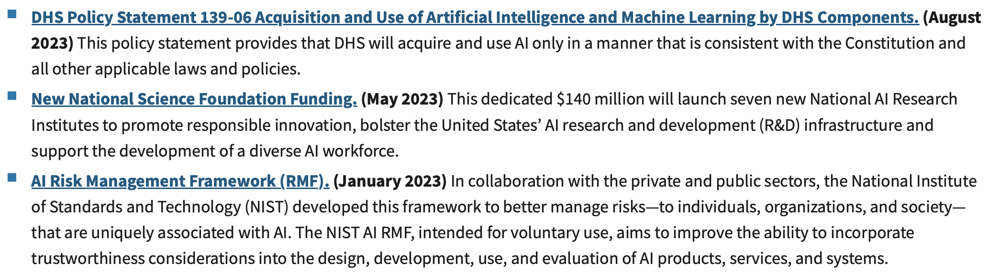 DHS Policy Statement 139-06 Acquisition and Use of Artificial Intelligence and Machine Learning by DHS Components. (August
2023) This policy statement provides that DHS will acquire and use AI only in a manner that is consistent with the Constitution and
all other applicable laws and policies.
New National Science Foundation Funding. (May 2023) This dedicated $140 million will launch seven new National AI Research
Institutes to promote responsible innovation, bolster the United States’ AI research and development (R&D) infrastructure and
support the development of a diverse AI workforce.
AI Risk Management Framework (RMF). (January 2023) In collaboration with the private and public sectors, the National Institute
of Standards and Technology (NIST) developed this framework to better manage risks—to individuals, organizations, and society—
that are uniquely associated with AI. The NIST AI RMF, intended for voluntary use, aims to improve the ability to incorporate
trustworthiness considerations into the design, development, use, and evaluation of AI products, services, and systems.